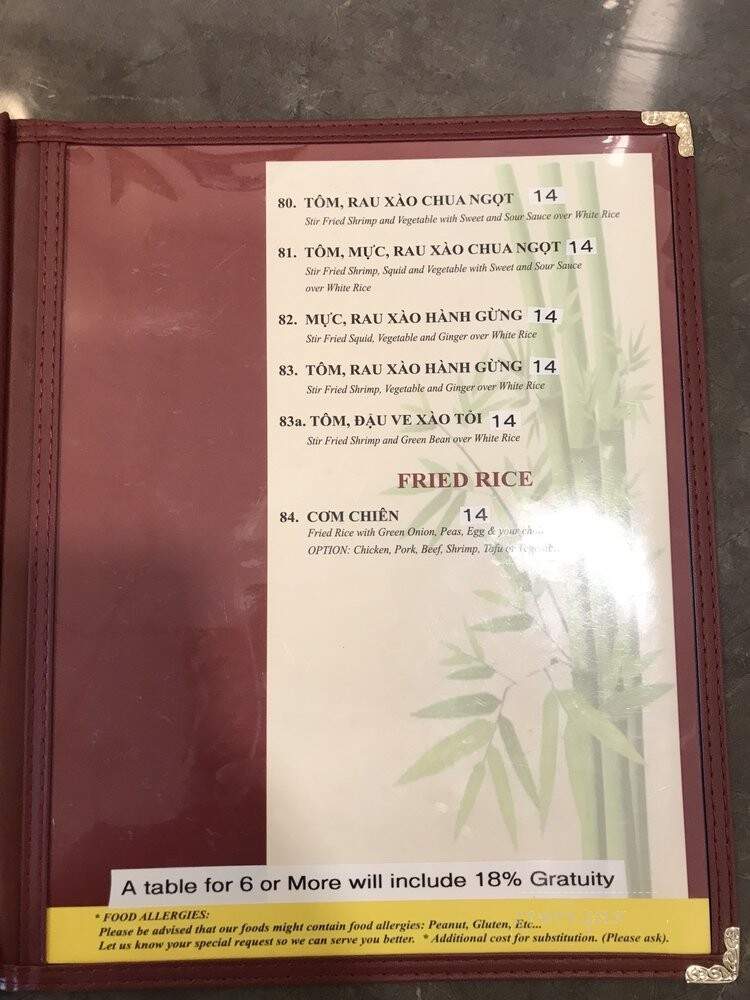 80. TÔM, RAU XÀO CHUA NGỌT 14
Stir Fried Shrimp and Vegetable with Sweet and Sour Sauce over White Rice
81. TÔM, MỰC, RAU XÀO CHUA NGỌT 14
Stir Fried Shrimp, Squid and Vegetable with Sweet and Sour Sauce
over White Rice
82. MỰC, RAU XÀO HÀNH GỪNG 14
Stir Fried Squid, Vegetable and Ginger over White Rice
83. TÔM, RAU XÀO HÀNH GỪNG 14
Stir Fried Shrimp, Vegetable and Ginger over White Rice
83a. TÔM, ĐẬU VE XÀO TỎI 14
Stir Fried Shrimp and Green Bean over White Rice
FRIED RICE
84. CƠM CHIÊN 14
Fried Rice with Green Onion, Peas, Egg & your
OPTION: Chicken, Pork, Beef, Shrimp, Tofu or
A table for 6 or More will include 18% Gratuity
* FOOD ALLERGIES:
Please be advised that our foods might contain food allergies: Peanut, Gluten, Etc...
Let us know your special request so we can serve you better. * Additional cost for substitution. (Please ask).